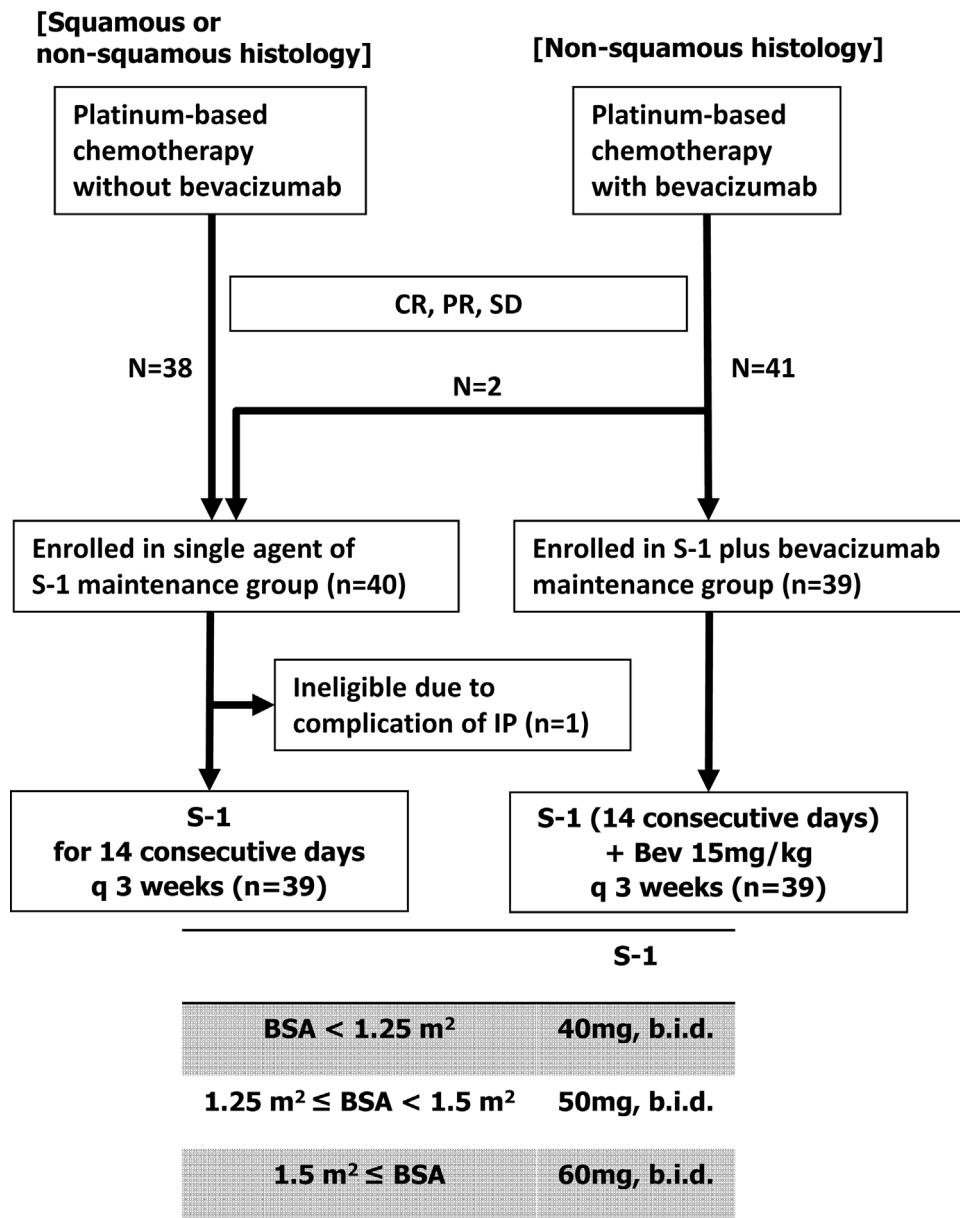 [Squamous or
non-squamous histology]
[Non-squamous histology]
Platinum-based
chemotherapy
without bevacizumab
Platinum-based
chemotherapy
with bevacizumab
CR, PR, SD
N=38
N=2
N=41
Enrolled in single agent of
S-1 maintenance group (n=40)
Enrolled in S-1 plus bevacizumab
maintenance group (n=39)
Ineligible due to
complication of IP (n=1)
S-1
for 14 consecutive days
q 3 weeks (n=39)
S-1 (14 consecutive days)
+ Bev 15mg/kg
q 3 weeks (n=39)
S-1
BSA < 1.25 m² 40mg, b.i.d.
1.25 m² ≤ BSA < 1.5 m² 50mg, b.i.d.
1.5 m² ≤ BSA 60mg, b.i.d.